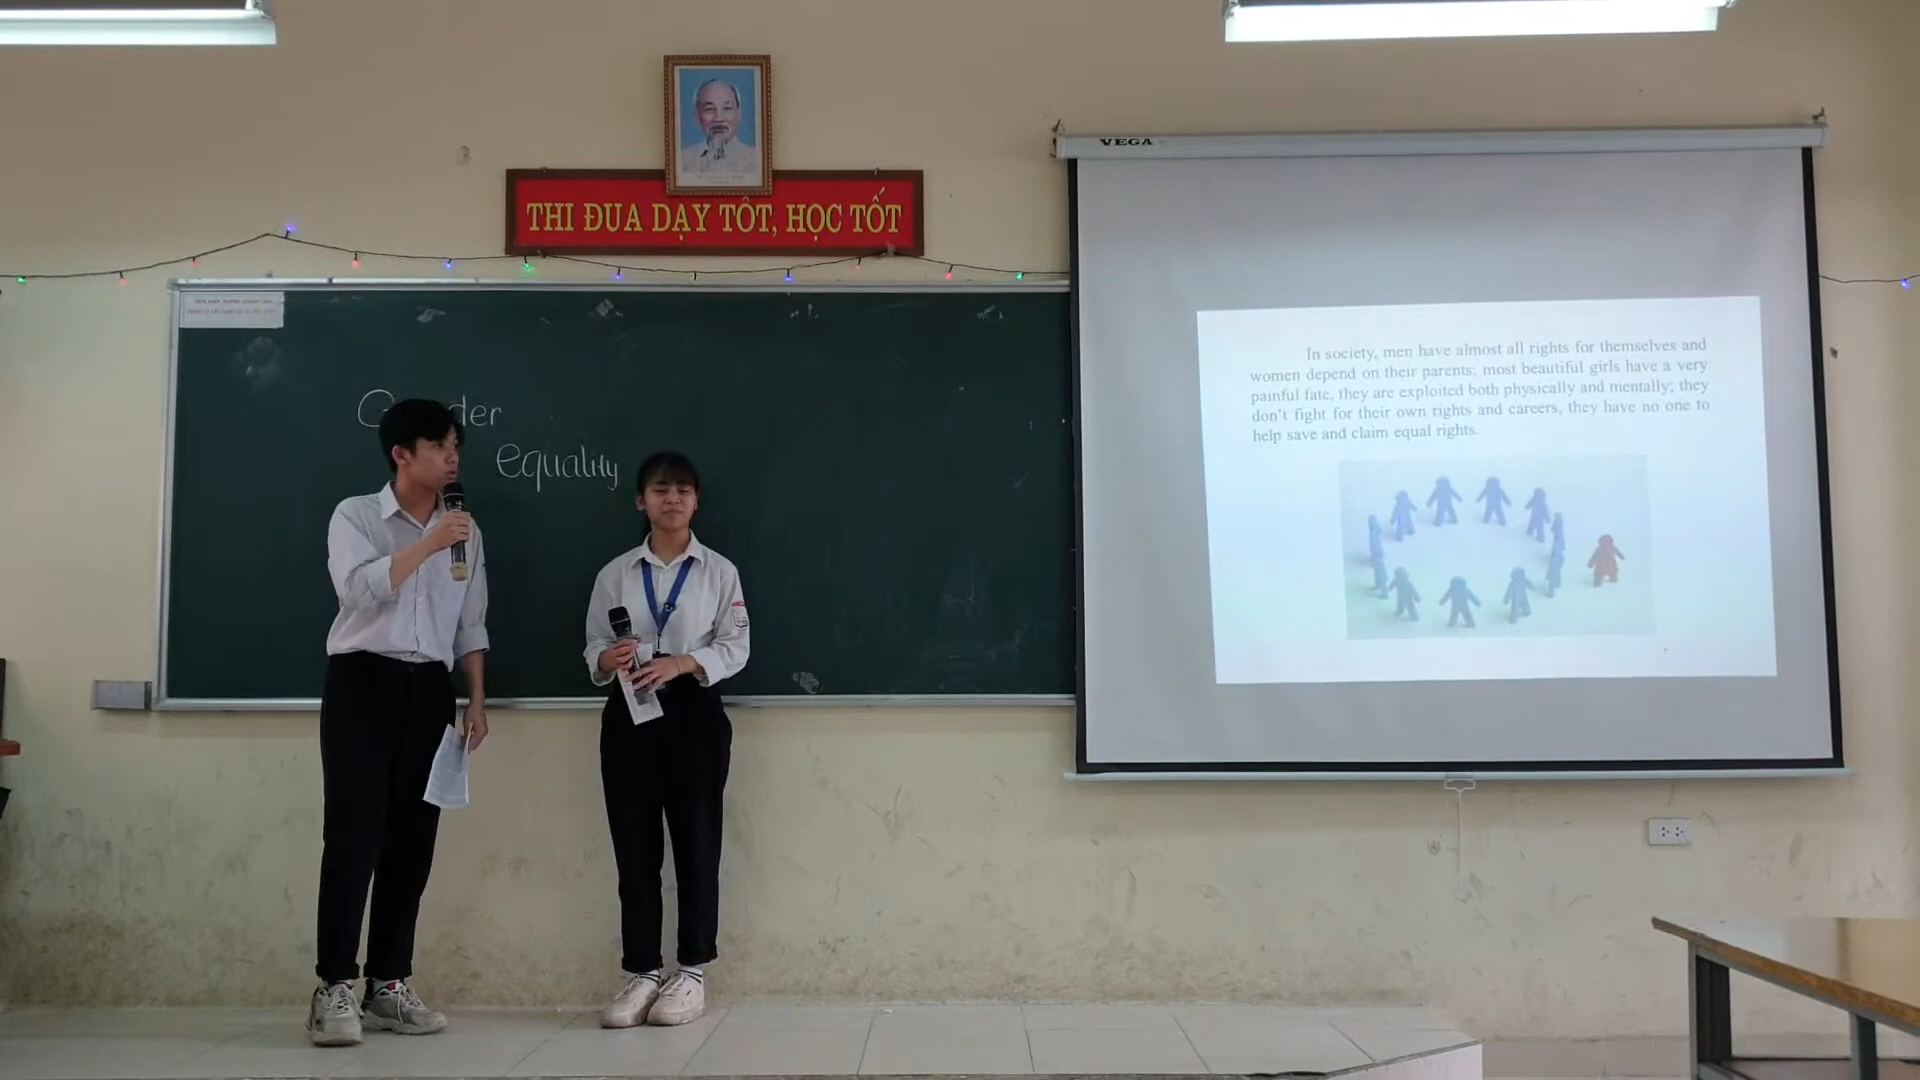 THI ĐUA DẠY TỐT, HỌC TỐT
VEGA
equality
In society, men have almost all rights for themselves and
women depend on their parents; most beautiful girls have a very
painful fate, they are exploited both physically and mentally; they
don't fight for their own rights and careers, they have no one to
help save and claim equal rights.